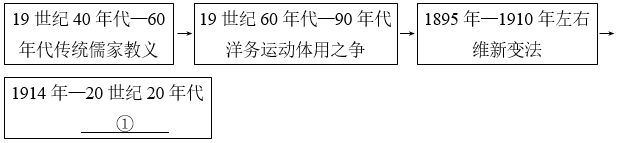 19 世纪 40 年代—60
年代传统儒家教义
19 世纪 60 年代—90 年代
洋务运动体用之争
1895 年—1910 年左右
维新变法
1914 年—20 世纪 20 年代
①